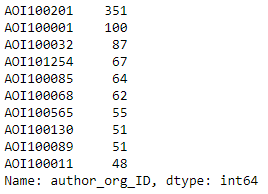 AOI100201    351
AOI100001    100
AOI100032     87
AOI101254     67
AOI100085     64
AOI100068     62
AOI100565     55
AOI100130     51
AOI100089     51
AOI100011     48
Name: author_org_ID, dtype: int64